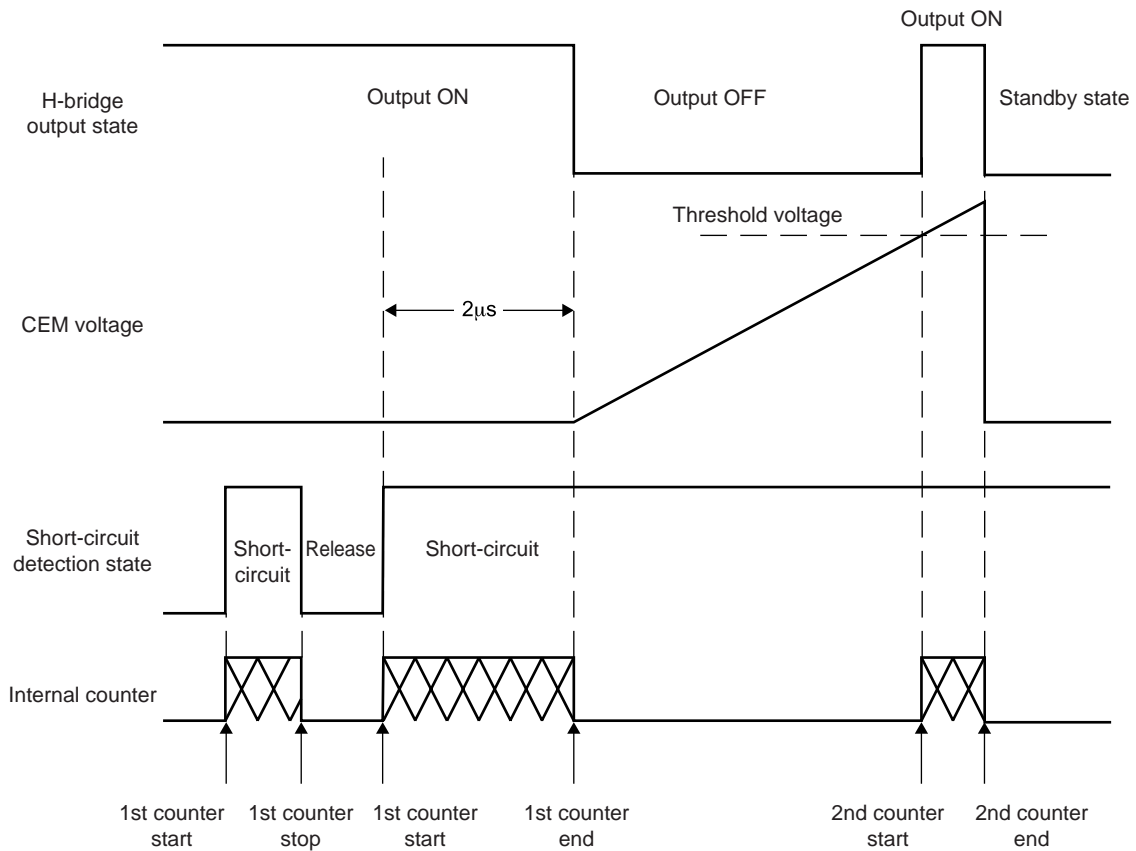 Output ON
H-bridge
output state
Output ON
Output OFF
Standby state
Threshold voltage
2μs
CEM voltage
Short-circuit
detection state
Short-
circuit
Release
Short-circuit
Internal counter
1st counter
start
1st counter
stop
1st counter
start
1st counter
end
2nd counter
start
2nd counter
end